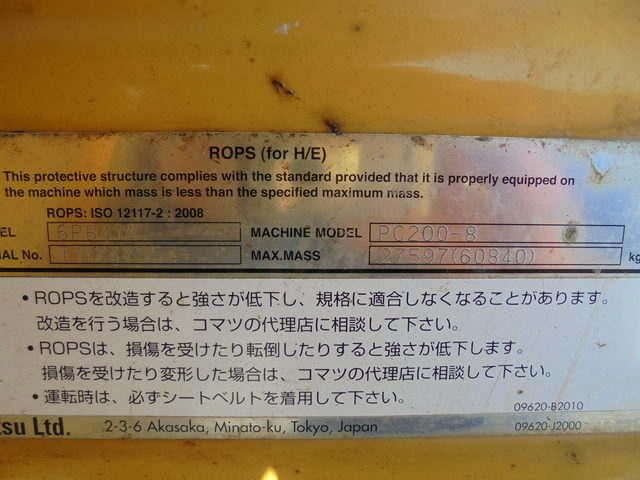 ROPS (for H/E)
This protective structure complies with the standard provided that it is properly equipped on
the machine which mass is less than the specified maximum mass.
ROPS: ISO 12117-2 : 2008
EL MACHINE MODEL PC200-8
IAL No. MAX.MASS 27597(60840) kg
・ROPSを改造すると強さが低下し、規格に適合しなくなることがあります。
改造を行う場合は、コマツの代理店に相談して下さい。
・ROPSは、損傷を受けたり転倒したりすると強さが低下します。
損傷を受けたり変形した場合は、コマツの代理店に相談して下さい。
・運転時は、必ずシートベルトを着用して下さい。
09620-B2010
tsu Ltd. 2-3-6 Akasaka, Minato-ku, Tokyo, Japan 09620-J2000